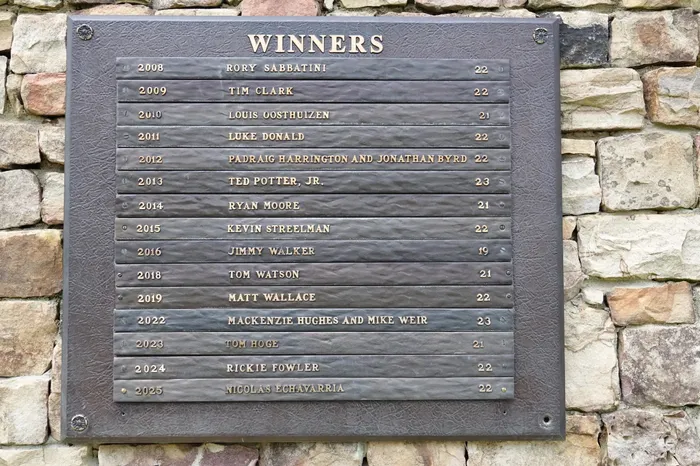 WINNERS
2008 RORY SABBATINI 22
2009 TIM CLARK 22
2010 LOUIS OOSTHUIZEN 21
2011 LUKE DONALD 22
2012 PADRAIG HARRINGTON AND JONATHAN BYRD 22
2013 TED POTTER, JR. 23
2014 RYAN MOORE 21
2015 KEVIN STREELMAN 22
2016 JIMMY WALKER 19
2018 TOM WATSON 21
2019 MATT WALLACE 22
2022 MACKENZIE HUGHES AND MIKE WEIR 23
2023 TOM HOGE 21
2024 RICKIE FOWLER 22
2025 NICOLAS ECHAVARRIA 22